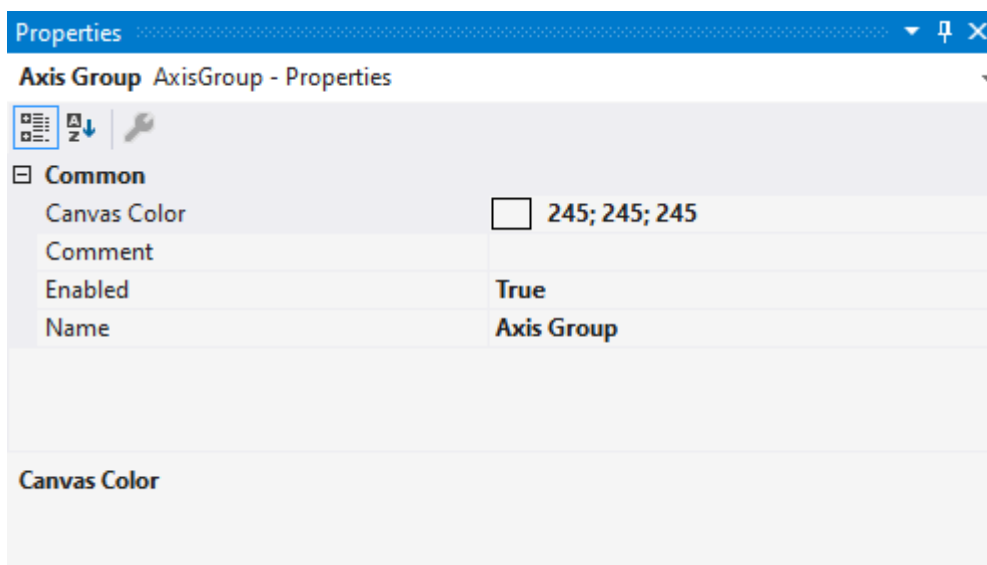 Properties
Axis Group AxisGroup - Properties
Common
Canvas Color 245; 245; 245
Comment
Enabled True
Name Axis Group
Canvas Color